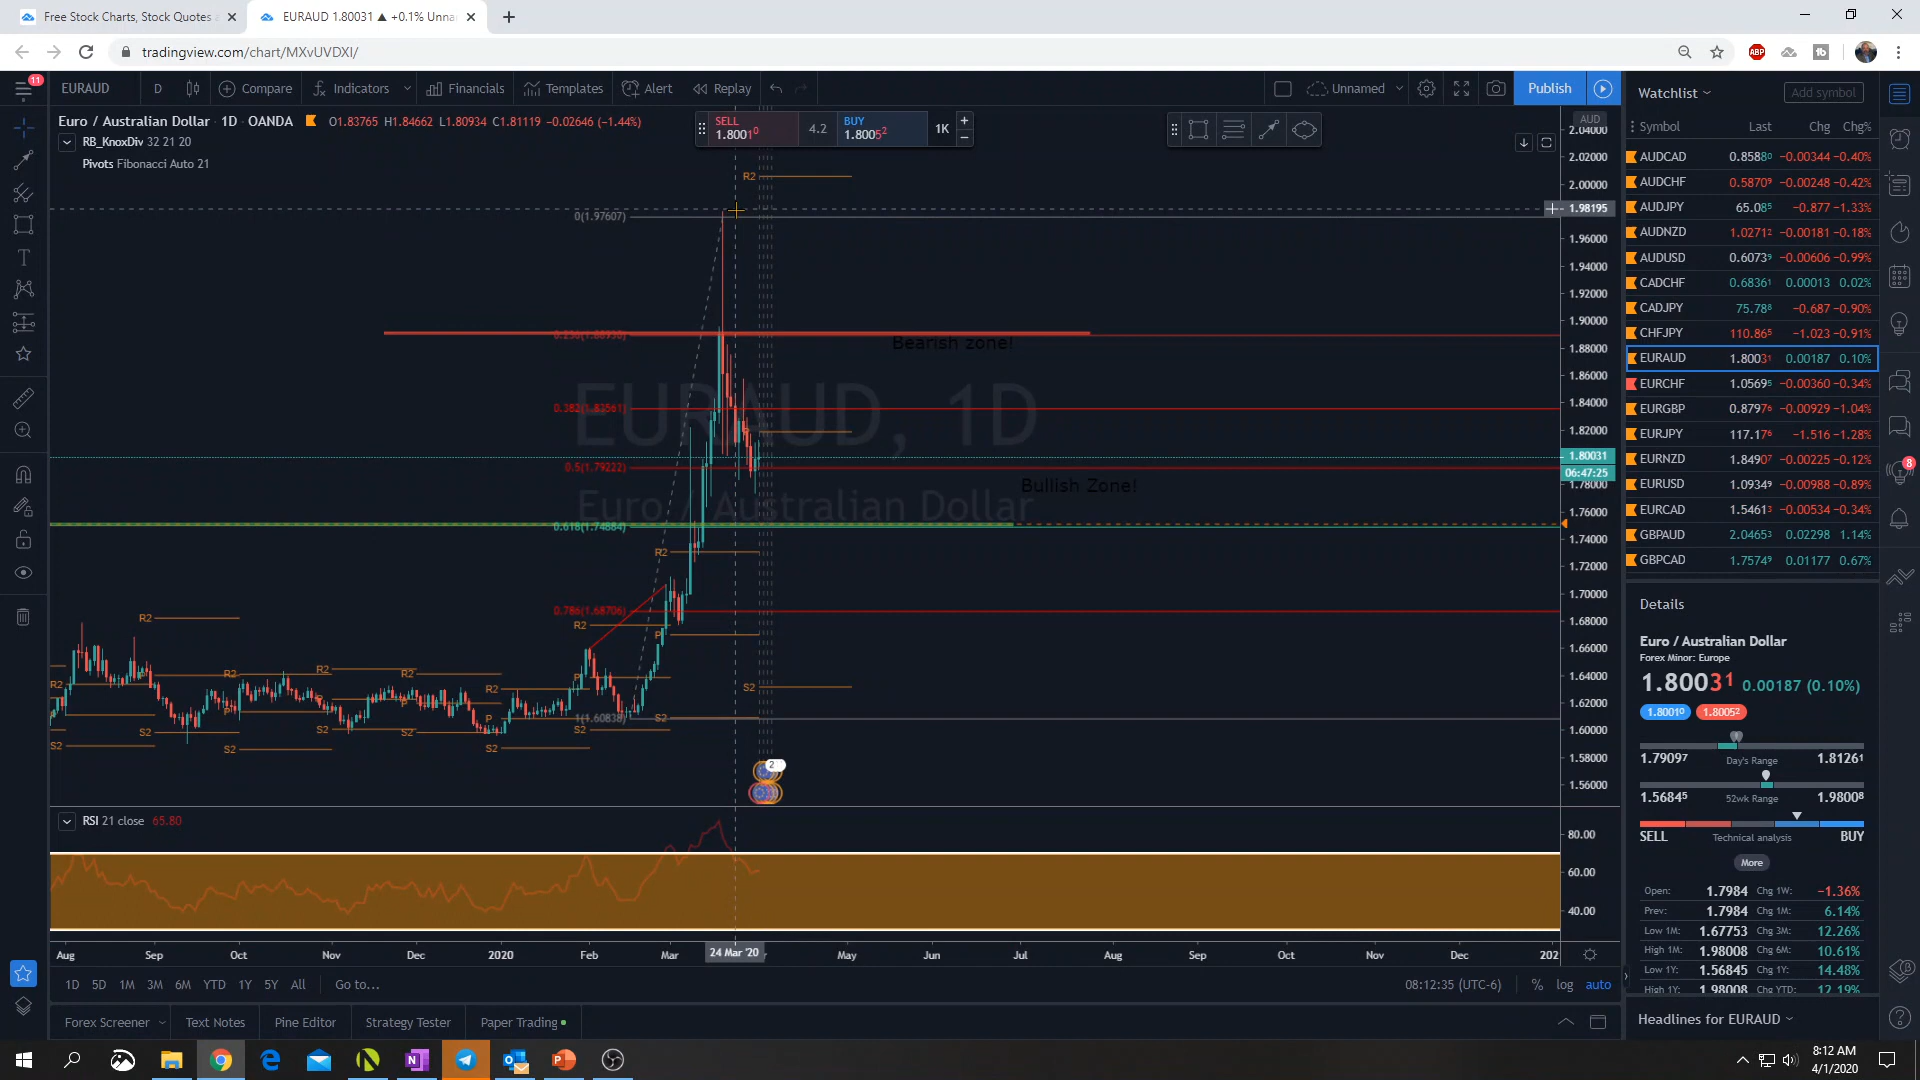 Free Stock Charts, Stock Quotes a
EURAUD 1.80031 ▲ +0.1% Unna
tradingview.com/chart/MXvUVDXI/
11
EURAUD D Compare Indicators Financials Templates Alert Replay Unnamed Publish
Euro / Australian Dollar · 1D · OANDA O1.83765 H1.84662 L1.80934 C1.81119 −0.02646 (−1.44%)
RB_KnoxDiv 32 21 20
Pivots Fibonacci Auto 21
SELL
1.80010
4.2
BUY
1.80052
1K
EURAUD, 1D
Euro / Australian Dollar
R2
0(1.97607)
Bearish zone!
0.382(1.83561)
0.5(1.79222)
Bullish Zone!
0.618(1.74884)
R2
0.786(1.68706)
R2 R2 P
R2 R2 R2 R2 R2 P S2
P P P P S2
1(1.60838)
S2 S2 S2 S2 S2 S2
2
AUD
2.04000
2.02000
2.00000
1.98195
1.96000
1.94000
1.92000
1.90000
1.88000
1.86000
1.84000
1.82000
1.80031
06:47:25
1.78000
1.76000
1.74000
1.72000
1.70000
1.68000
1.66000
1.64000
1.62000
1.60000
1.58000
1.56000
RSI 21 close 65.80
80.00
60.00
40.00
Aug Sep Oct Nov Dec 2020 Feb Mar 24 Mar '20 May Jun Jul Aug Sep Oct Nov Dec 202
1D 5D 1M 3M 6M YTD 1Y 5Y All Go to... 08:12:35 (UTC-6) % log auto
Forex Screener Text Notes Pine Editor Strategy Tester Paper Trading
Watchlist Add symbol
Symbol Last Chg Chg%
AUDCAD 0.85880 −0.00344 −0.40%
AUDCHF 0.58709 −0.00248 −0.42%
AUDJPY 65.085 −0.877 −1.33%
AUDNZD 1.02712 −0.00181 −0.18%
AUDUSD 0.60739 −0.00606 −0.99%
CADCHF 0.68361 0.00013 0.02%
CADJPY 75.788 −0.687 −0.90%
CHFJPY 110.865 −1.023 −0.91%
EURAUD 1.80031 0.00187 0.10%
EURCHF 1.05695 −0.00360 −0.34%
EURGBP 0.87976 −0.00929 −1.04%
EURJPY 117.176 −1.516 −1.28%
EURNZD 1.84907 −0.00225 −0.12%
EURUSD 1.09349 −0.00988 −0.89%
EURCAD 1.54613 −0.00534 −0.34%
GBPAUD 2.04653 0.02298 1.14%
GBPCAD 1.75749 0.01177 0.67%
8
Details
Euro / Australian Dollar
Forex Minor: Europe
1.80031 0.00187 (0.10%)
1.80010 1.80052
1.79097 Day's Range 1.81261
1.56845 52wk Range 1.98008
SELL Technical analysis BUY
More
Open: 1.7984 Chg 1W: −1.36%
Prev: 1.7984 Chg 1M: 6.14%
Low 1M: 1.67753 Chg 3M: 12.26%
High 1M: 1.98008 Chg 6M: 10.61%
Low 1Y: 1.56845 Chg 1Y: 14.48%
High 1Y: 1.98008 Chg YTD: 12.19%
Headlines for EURAUD
8:12 AM
4/1/2020